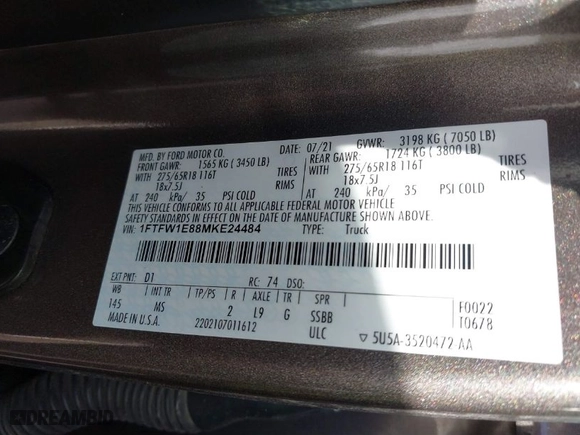 MFD. BY FORD MOTOR CO. DATE: 07/21 GVWR: 3198 KG ( 7050 LB)
FRONT GAWR: 1565 KG ( 3450 LB) REAR GAWR: 1724 KG ( 3800 LB)
WITH 275/65R18 116T TIRES WITH 275/65R18 116T TIRES
18x7.5J RIMS 18x7.5J RIMS
AT 240 kPa/ 35 PSI COLD AT 240 kPa/ 35 PSI COLD
THIS VEHICLE CONFORMS TO ALL APPLICABLE FEDERAL MOTOR VEHICLE
SAFETY AND THEFT PREVENTION STANDARDS IN EFFECT ON THE DATE OF
MANUFACTURE SHOWN ABOVE.
VIN: 1FTFW1E88MKE24484 TYPE: Truck
EXT PNT: D1 RC: 74 DSO:
WB INT TR TP/PS R AXLE TR SPR F0022
145 MS 2 L9 G SSBB T0678
MADE IN U.S.A. 2202107011612 ULC ▽ 5U5A-3520472 AA
DREAMBID